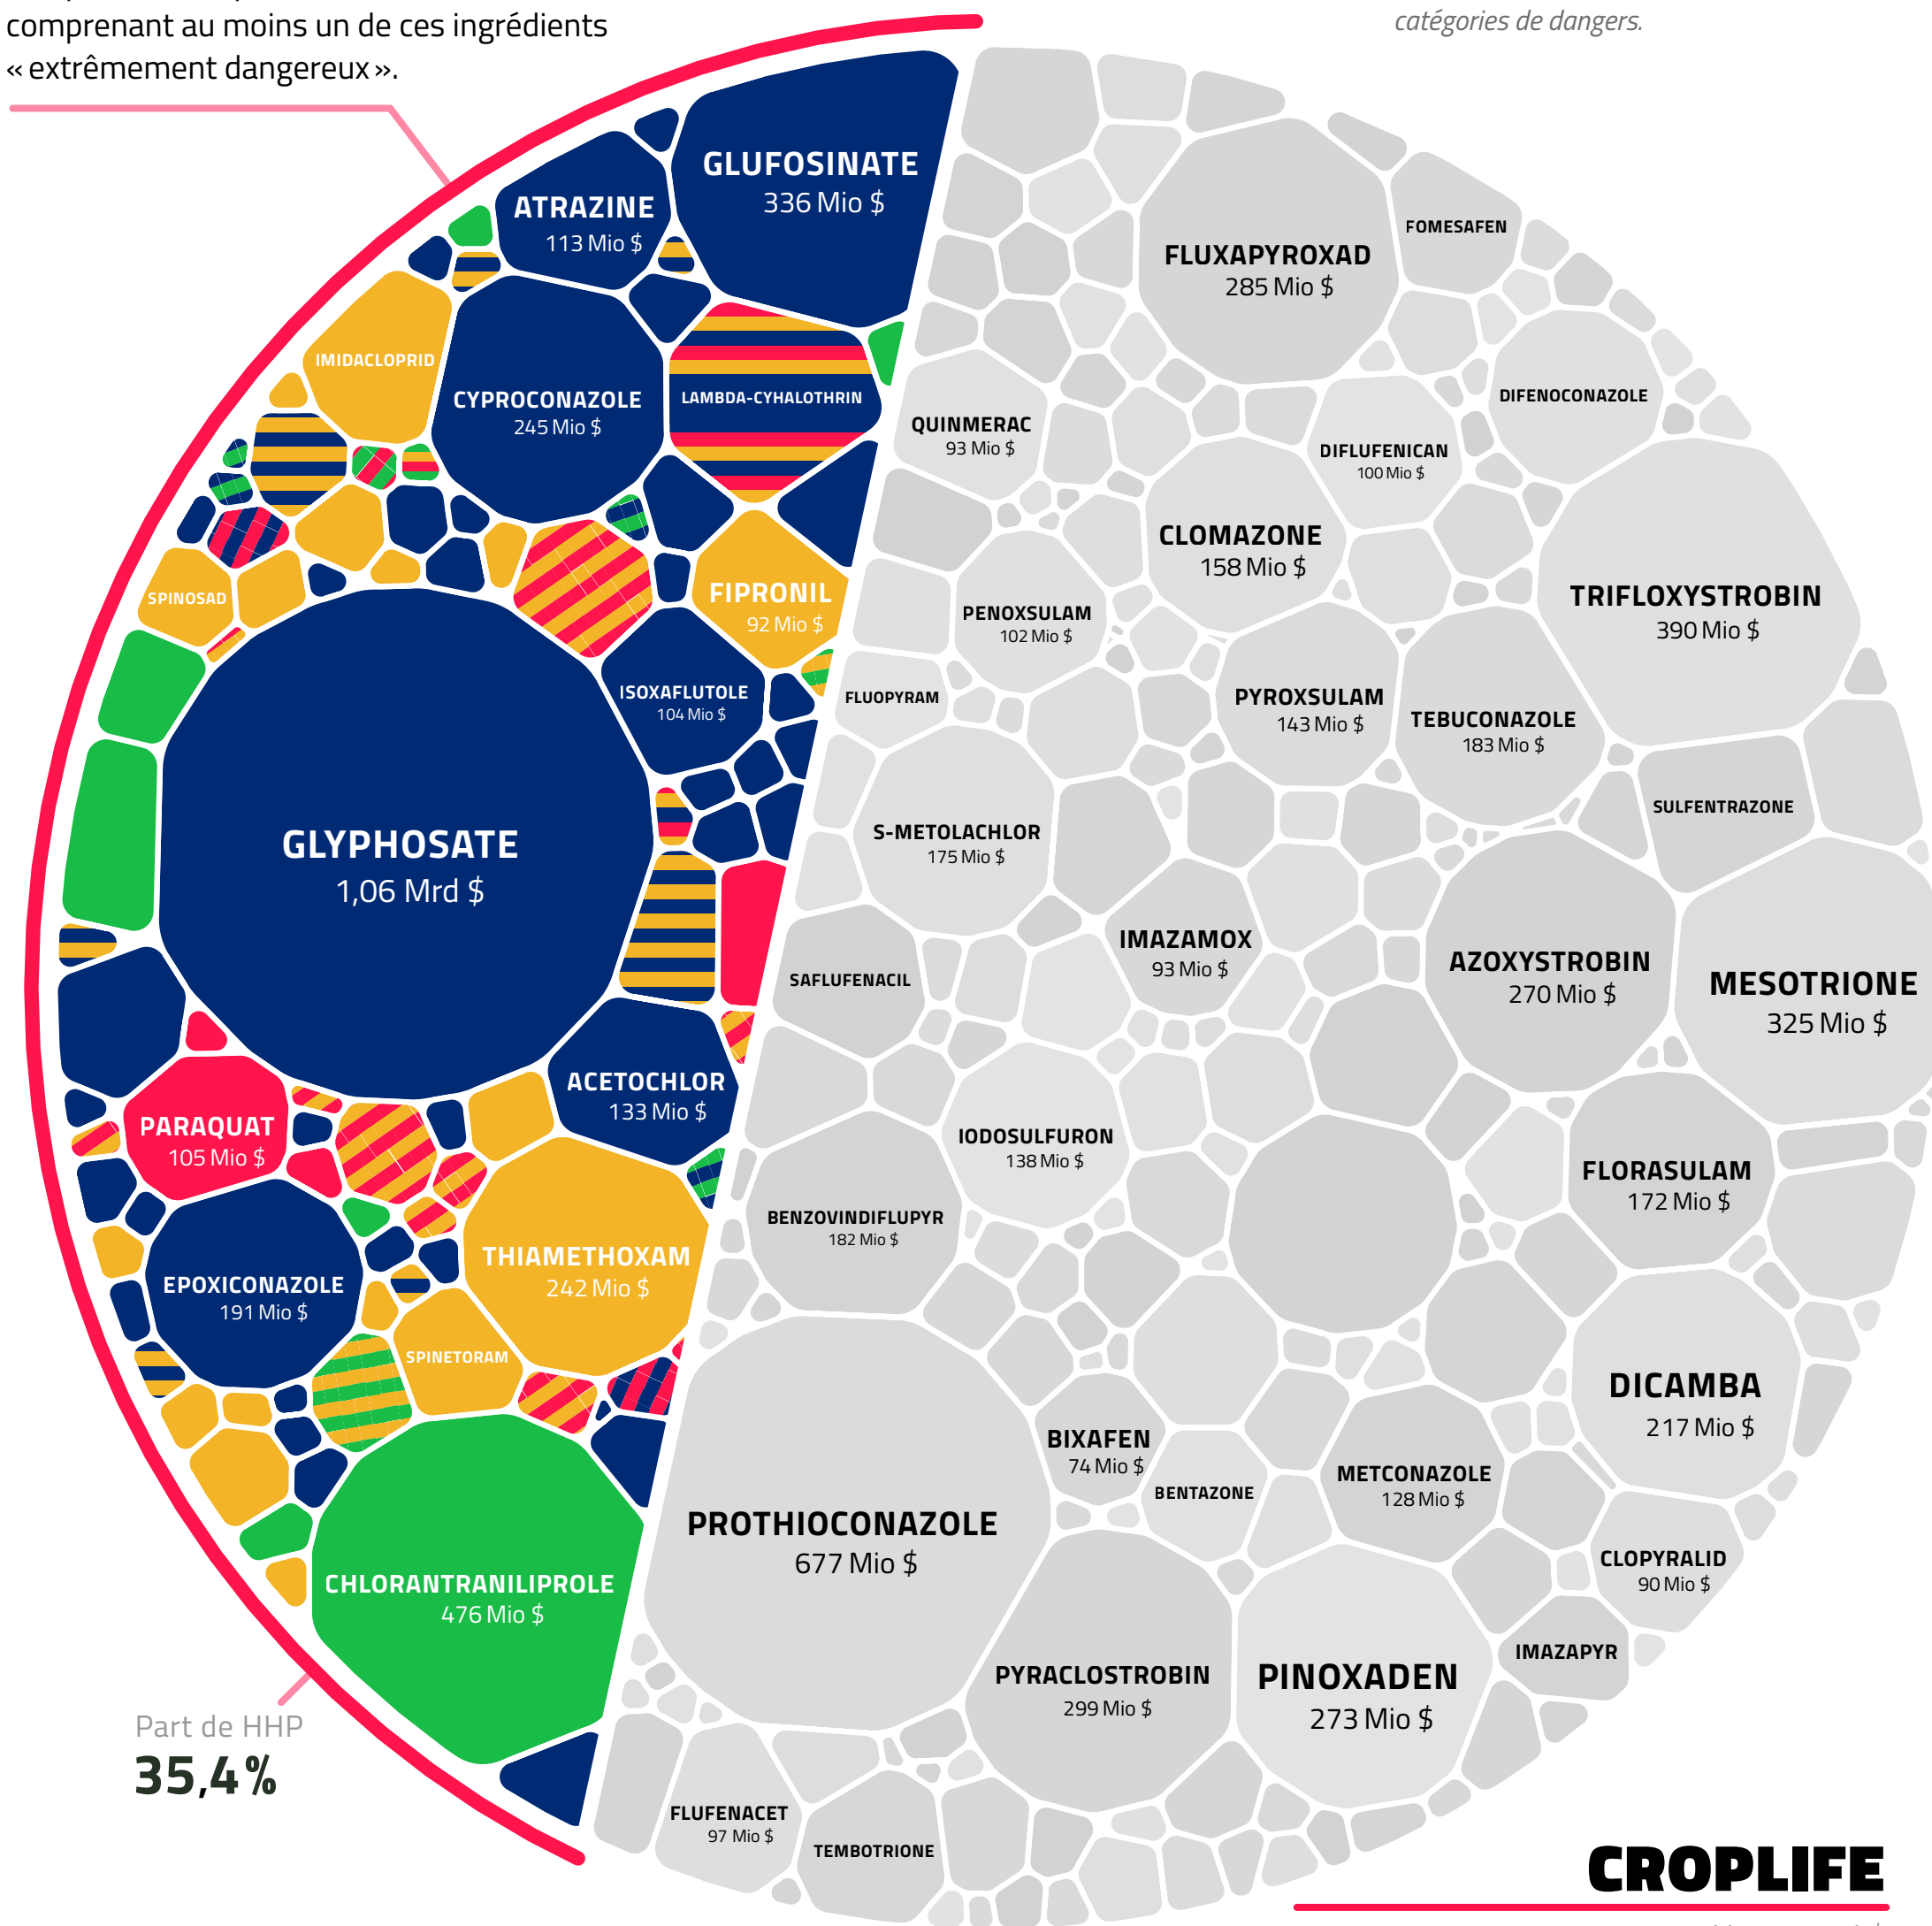 comprenant au moins un de ces ingrédients
« extrêmement dangereux ».
catégories de dangers.
GLUFOSINATE
336 Mio $
ATRAZINE
113 Mio $
FLUXAPYROXAD
285 Mio $
FOMESAFEN
IMIDACLOPRID
CYPROCONAZOLE
245 Mio $
LAMBDA-CYHALOTHRIN
QUINMERAC
93 Mio $
DIFLUFENICAN
100 Mio $
DIFENOCONAZOLE
CLOMAZONE
158 Mio $
TRIFLOXYSTROBIN
390 Mio $
SPINOSAD
FIPRONIL
92 Mio $
PENOXSULAM
102 Mio $
ISOXAFLUTOLE
104 Mio $
FLUOPYRAM
PYROXSULAM
143 Mio $
TEBUCONAZOLE
183 Mio $
SULFENTRAZONE
GLYPHOSATE
1,06 Mrd $
S-METOLACHLOR
175 Mio $
IMAZAMOX
93 Mio $
SAFLUFENACIL
AZOXYSTROBIN
270 Mio $
MESOTRIONE
325 Mio $
ACETOCHLOR
133 Mio $
PARAQUAT
105 Mio $
IODOSULFURON
138 Mio $
FLORASULAM
172 Mio $
BENZOVINDIFLUPYR
182 Mio $
THIAMETHOXAM
242 Mio $
EPOXICONAZOLE
191 Mio $
SPINETORAM
DICAMBA
217 Mio $
BIXAFEN
74 Mio $
BENTAZONE
METCONAZOLE
128 Mio $
PROTHIOCONAZOLE
677 Mio $
CLOPYRALID
90 Mio $
CHLORANTRANILIPROLE
476 Mio $
IMAZAPYR
PYRACLOSTROBIN
299 Mio $
PINOXADEN
273 Mio $
Part de HHP
35,4 %
FLUFENACET
97 Mio $
TEMBOTRIONE
CROPLIFE